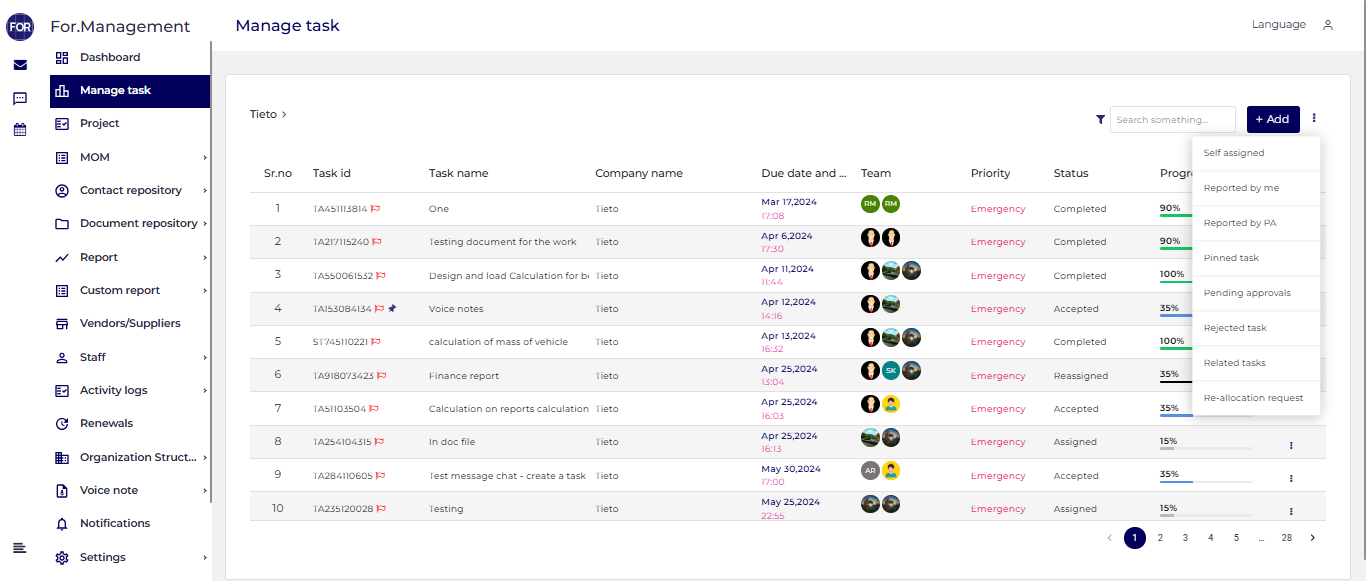 FOR
For.Management
Manage task
Language
Dashboard
Manage task
Project
MOM
Contact repository
Document repository
Report
Custom report
Vendors/Suppliers
Staff
Activity logs
Renewals
Organization Struct...
Voice note
Notifications
Settings
Tieto >
Search something...
+ Add
Self assigned
Reported by me
Reported by PA
Pinned task
Pending approvals
Rejected task
Related tasks
Re-allocation request
Sr.no Task id Task name Company name Due date and ... Team Priority Status Progr
1 TA451113814 One Tieto Mar 17,2024 17:08 RM RM Emergency Completed 90%
2 TA217115240 Testing document for the work Tieto Apr 6,2024 17:30 Emergency Completed 90%
3 TA550061532 Design and load Calculation for be Tieto Apr 11,2024 11:44 Emergency Completed 100%
4 TA153084134 Voice notes Tieto Apr 12,2024 14:16 Emergency Accepted 35%
5 ST745110221 calculation of mass of vehicle Tieto Apr 13,2024 16:32 Emergency Completed 100%
6 TA918073423 Finance report Tieto Apr 25,2024 13:04 SK Emergency Reassigned 35%
7 TA51103504 Calculation on reports calculation Tieto Apr 25,2024 16:03 Emergency Accepted 35%
8 TA254104315 In doc file Tieto Apr 25,2024 16:13 Emergency Assigned 15%
9 TA284110605 Test message chat - create a task Tieto May 30,2024 17:00 AR Emergency Accepted 35%
10 TA235120028 Testing Tieto May 25,2024 22:55 Emergency Assigned 15%
< 1 2 3 4 5 ... 28 >